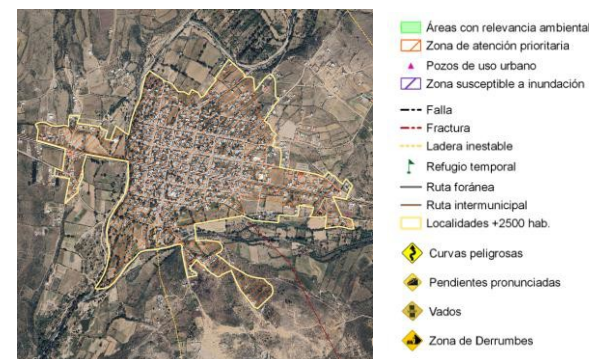 Áreas con relevancia ambiental
Zona de atención prioritaria
Pozos de uso urbano
Zona susceptible a inundación
Falla
Fractura
Ladera inestable
Refugio temporal
Ruta foránea
Ruta intermunicipal
Localidades +2500 hab.
Curvas peligrosas
Pendientes pronunciadas
Vados
Zona de Derrumbes